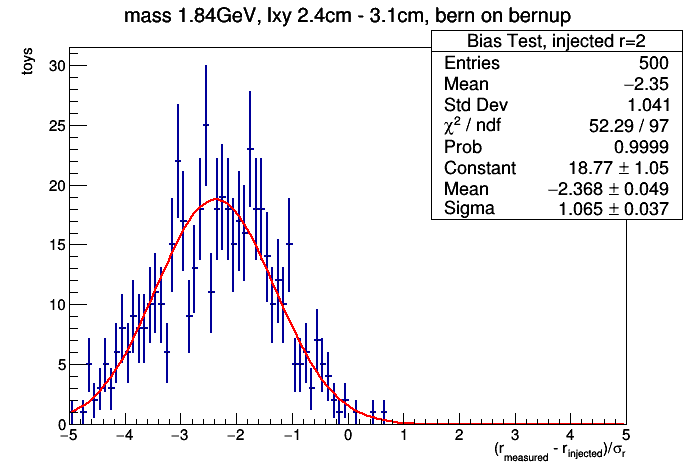 mass 1.84GeV, lxy 2.4cm - 3.1cm, bern on bernup
Bias Test, injected r=2
Entries 500
Mean −2.35
Std Dev 1.041
χ² / ndf 52.29 / 97
Prob 0.9999
Constant 18.77 ± 1.05
Mean −2.368 ± 0.049
Sigma 1.065 ± 0.037
toys
30
25
20
15
10
5
0
−5 −4 −3 −2 −1 0 1 2 3 4 5
(r_measured - r_injected)/σ_r